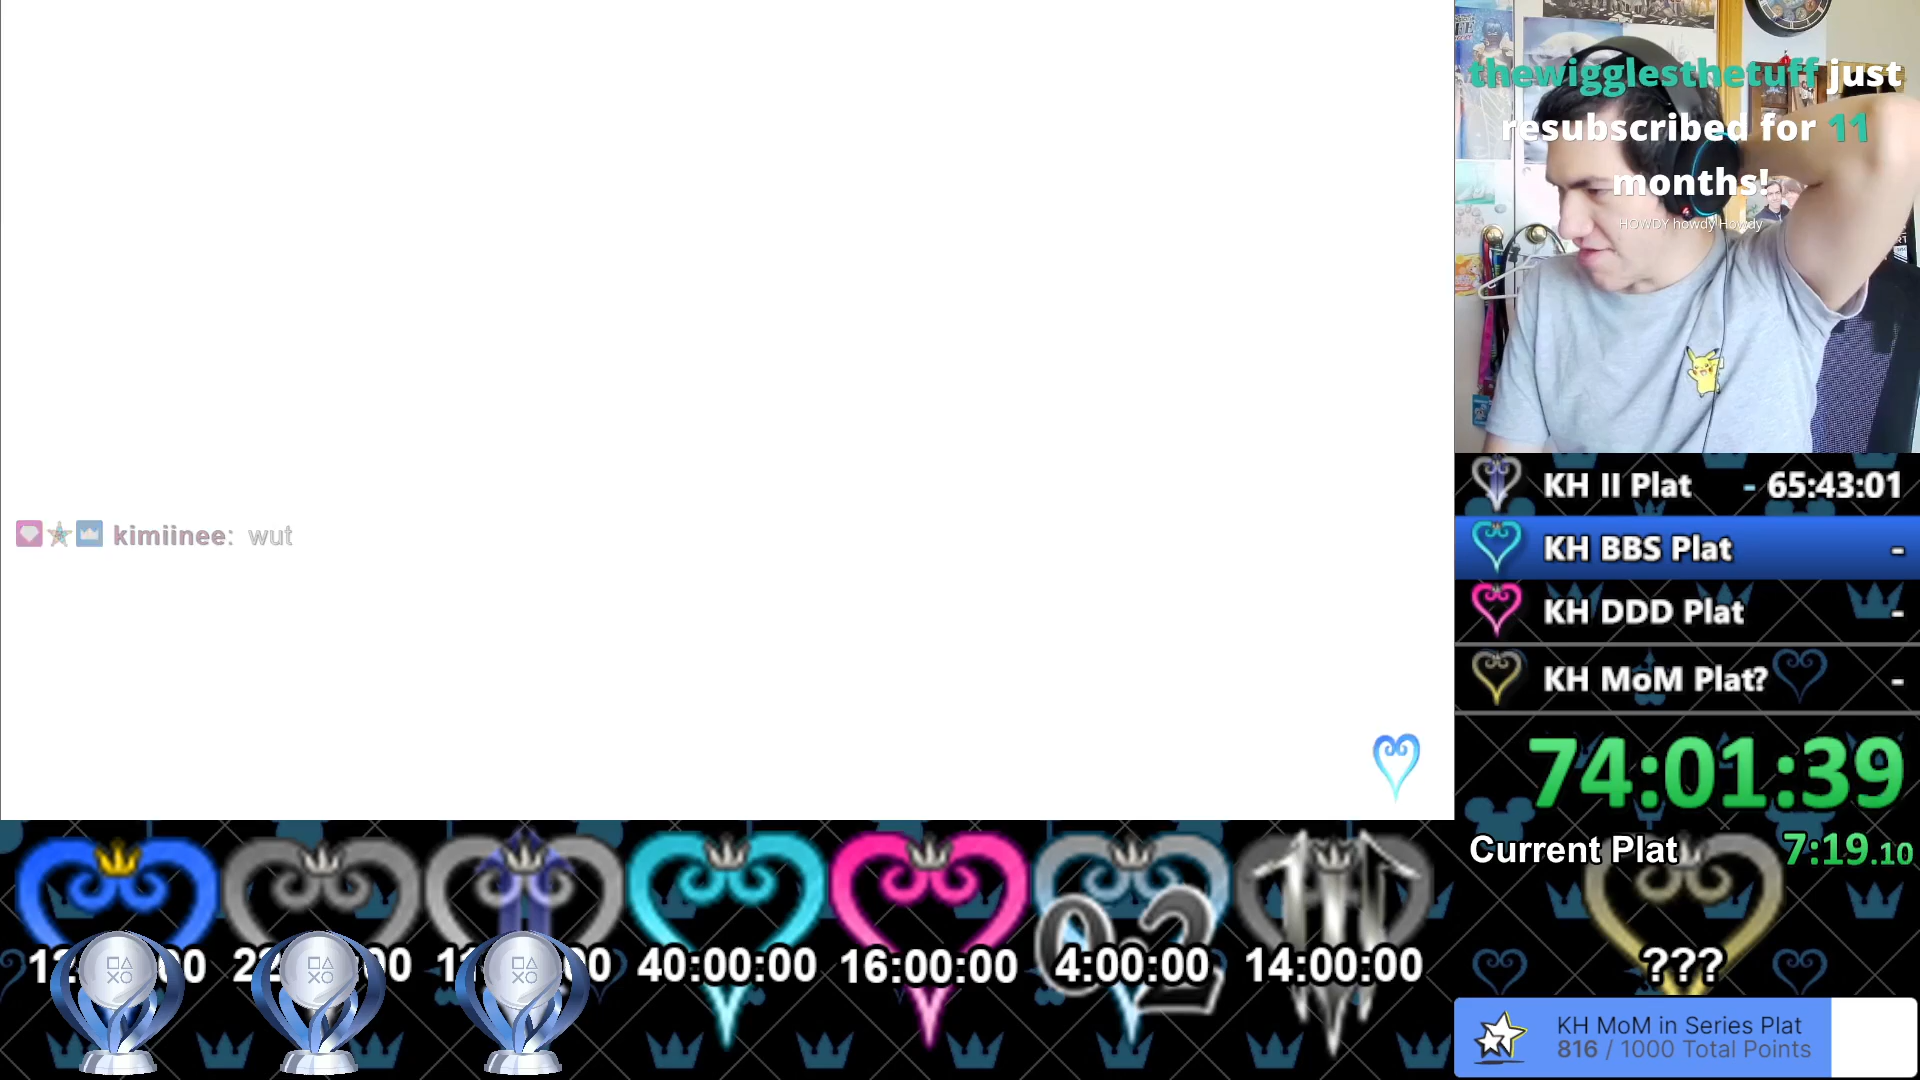 thewigglesthetuff just
resubscribed for 11
months!
HOWDY howdy Howdy
kimiinee: wut
KH II Plat - 65:43:01
KH BBS Plat -
KH DDD Plat -
KH MoM Plat? -
74:01:39
Current Plat 7:19.10
40:00:00
16:00:00
02
4:00:00
14:00:00
???
KH MoM in Series Plat
816 / 1000 Total Points